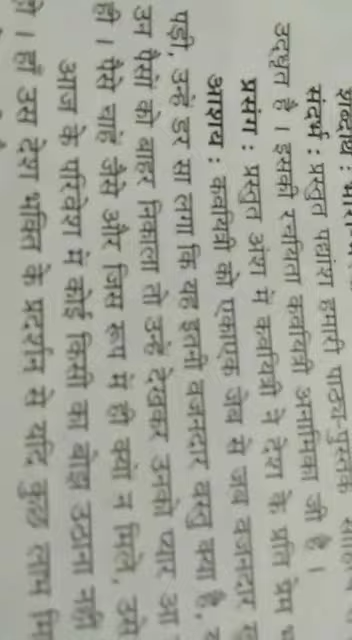 शब्दार्थ :
संदर्भ : प्रस्तुत पद्यांश हमारी पाठ्य-पुस्तक
उद्धृत है । इसकी रचयिता कवयित्री अनामिका जी है ।
प्रसंग : प्रस्तुत अंश में कवयित्री ने देश के प्रति प्रेम
आशय : कवयित्री को एकाएक जेब से जब वजनदार
पड़ी, उन्हें डर सा लगा कि यह इतनी वजनदार वस्तु क्या है,
उन पैसों को बाहर निकाला तो उन्हें देखकर उनको प्यार आ
ही । पैसे चाहे जैसे और जिस रूप में ही क्यों न मिले, उसे
आज के परिवेश में कोई किसी का बोझ उठाना नहीं
हो । हाँ उस देश भक्ति के प्रदर्शन से यदि कुछ लाभ